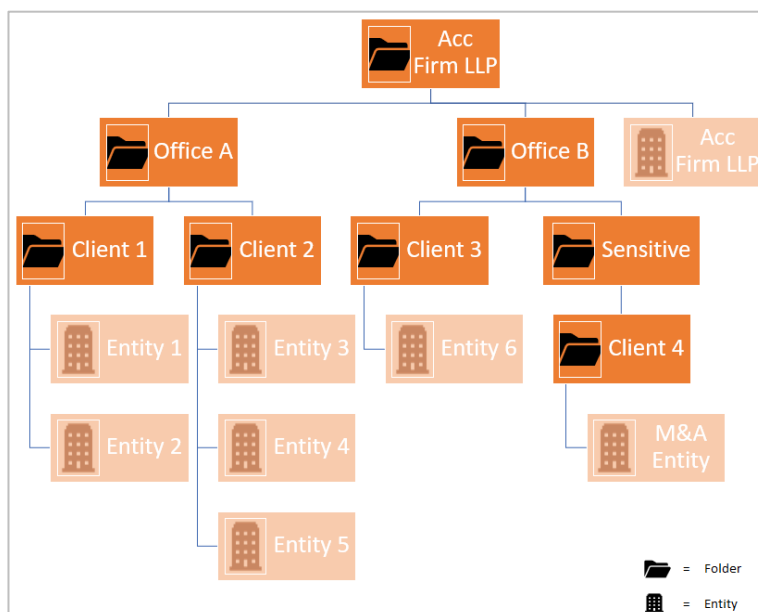 Acc
Firm LLP
Office A
Office B
Acc
Firm LLP
Client 1
Client 2
Client 3
Sensitive
Entity 1
Entity 3
Entity 6
Client 4
Entity 2
Entity 4
M&A
Entity
Entity 5
= Folder
= Entity